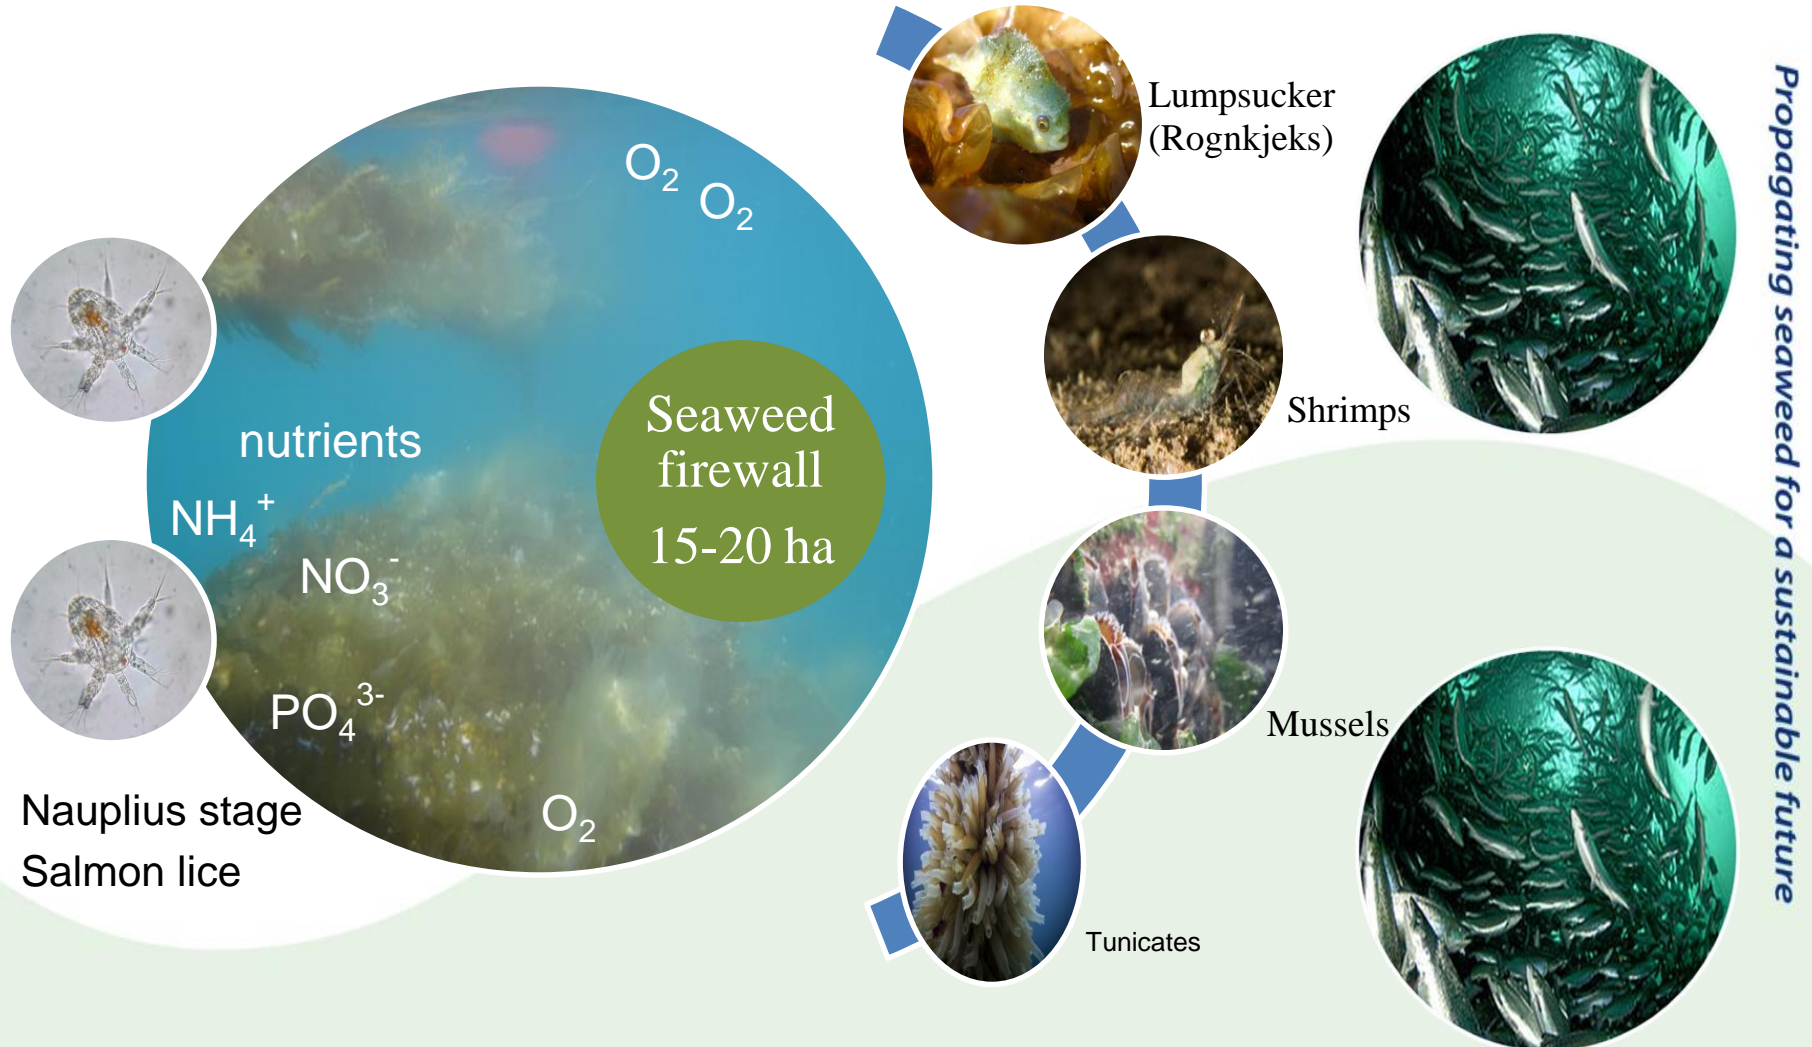 O₂
O₂
nutrients
NH₄⁺
NO₃⁻
PO₄³⁻
O₂
Seaweed
firewall
15-20 ha
Nauplius stage
Salmon lice
Lumpsucker
(Rognkjeks)
Shrimps
Mussels
Tunicates
Propagating seaweed for a sustainable future